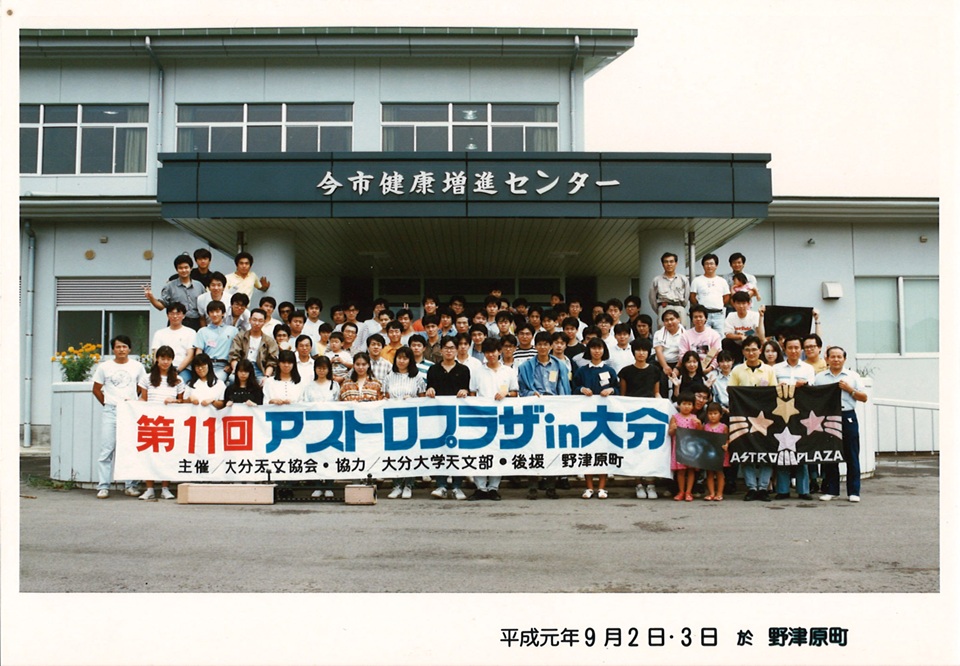 今市健康増進センター
第11回 アストロプラザin大分
主催/大分天文協会・協力/大分大学天文部・後援/野津原町
ASTRO PLAZA
平成元年9月2日・3日 於 野津原町